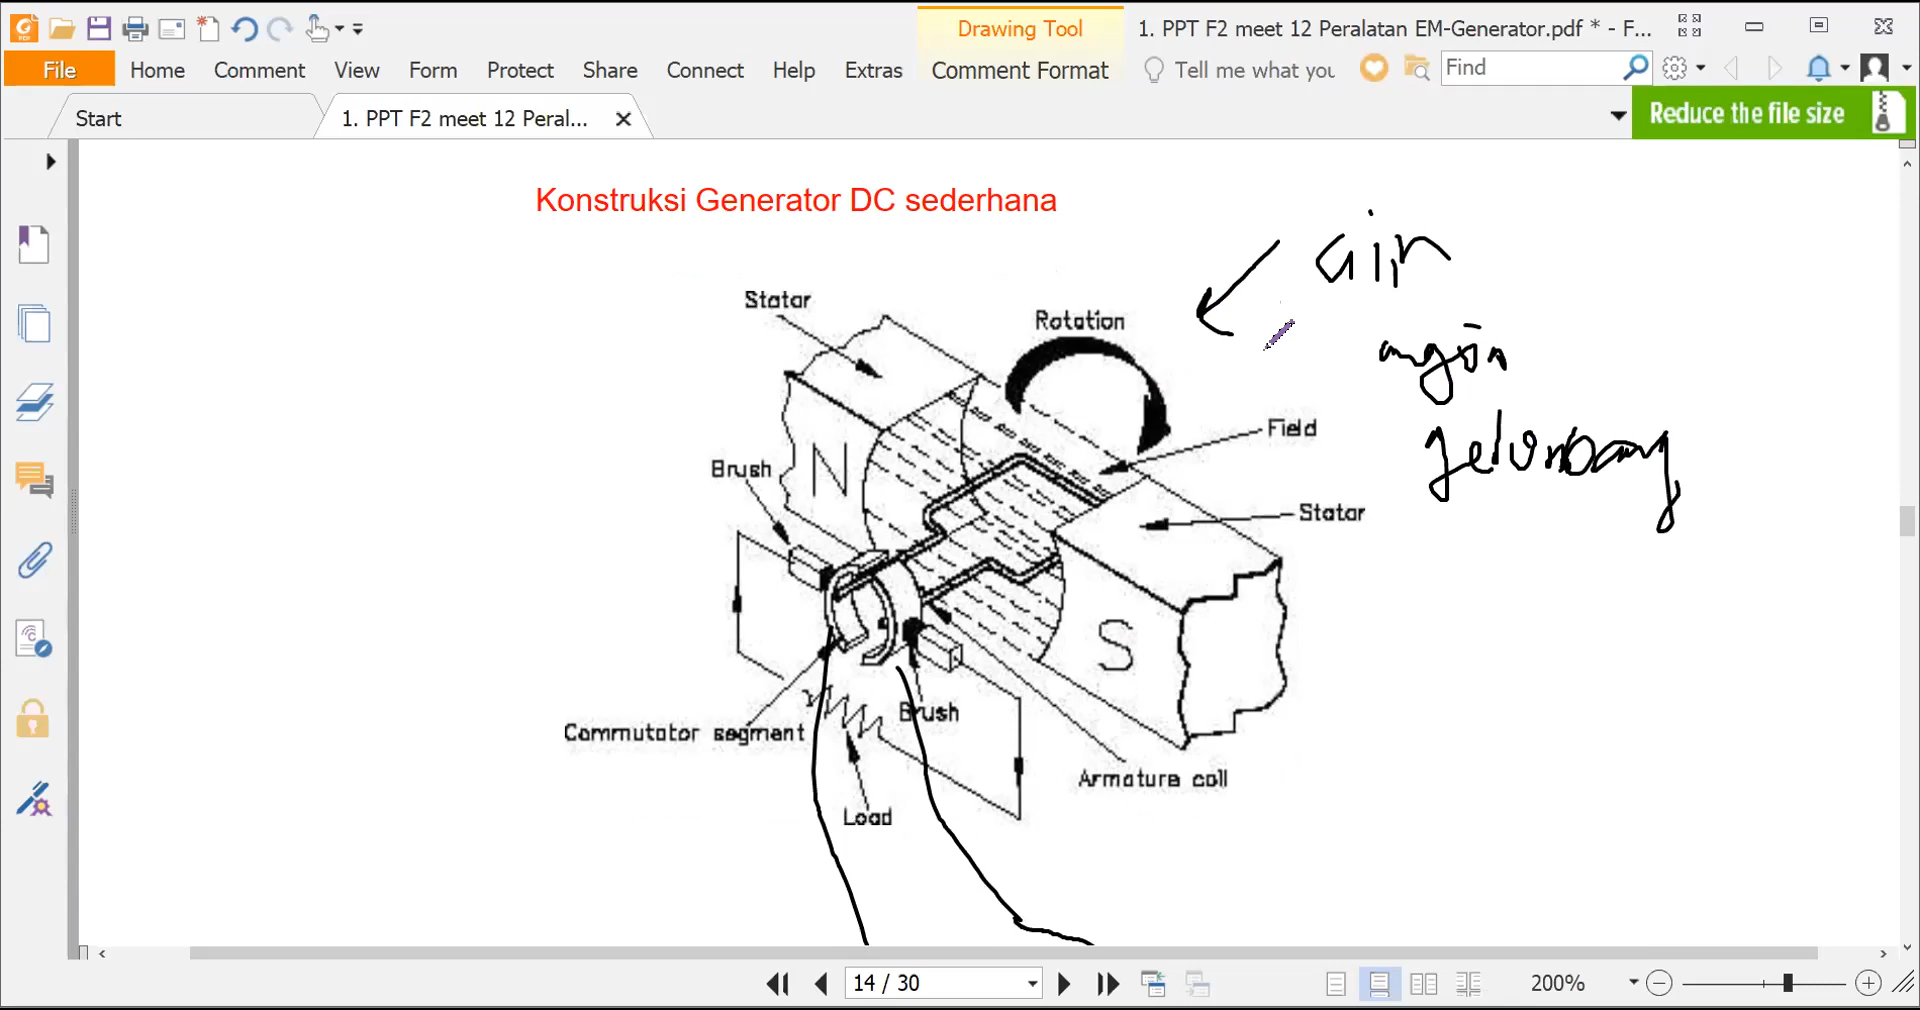 Drawing Tool
1. PPT F2 meet 12 Peralatan EM-Generator.pdf * - F...
File
Home
Comment
View
Form
Protect
Share
Connect
Help
Extras
Comment Format
Tell me what you
Find
Start
1. PPT F2 meet 12 Peral...
Reduce the file size
Konstruksi Generator DC sederhana
air
Stator
Rotation
angin
Field
gelombang
Brush
N
Stator
S
Brush
Commutator segment
Armature coil
Load
14 / 30
200%